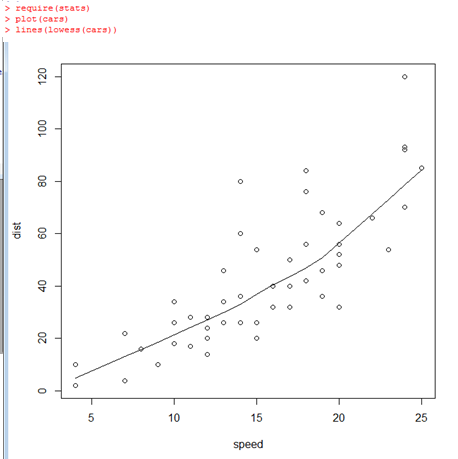 > require(stats)
> plot(cars)
> lines(lowess(cars))
120
100
80
60
40
20
0
dist
5 10 15 20 25
speed